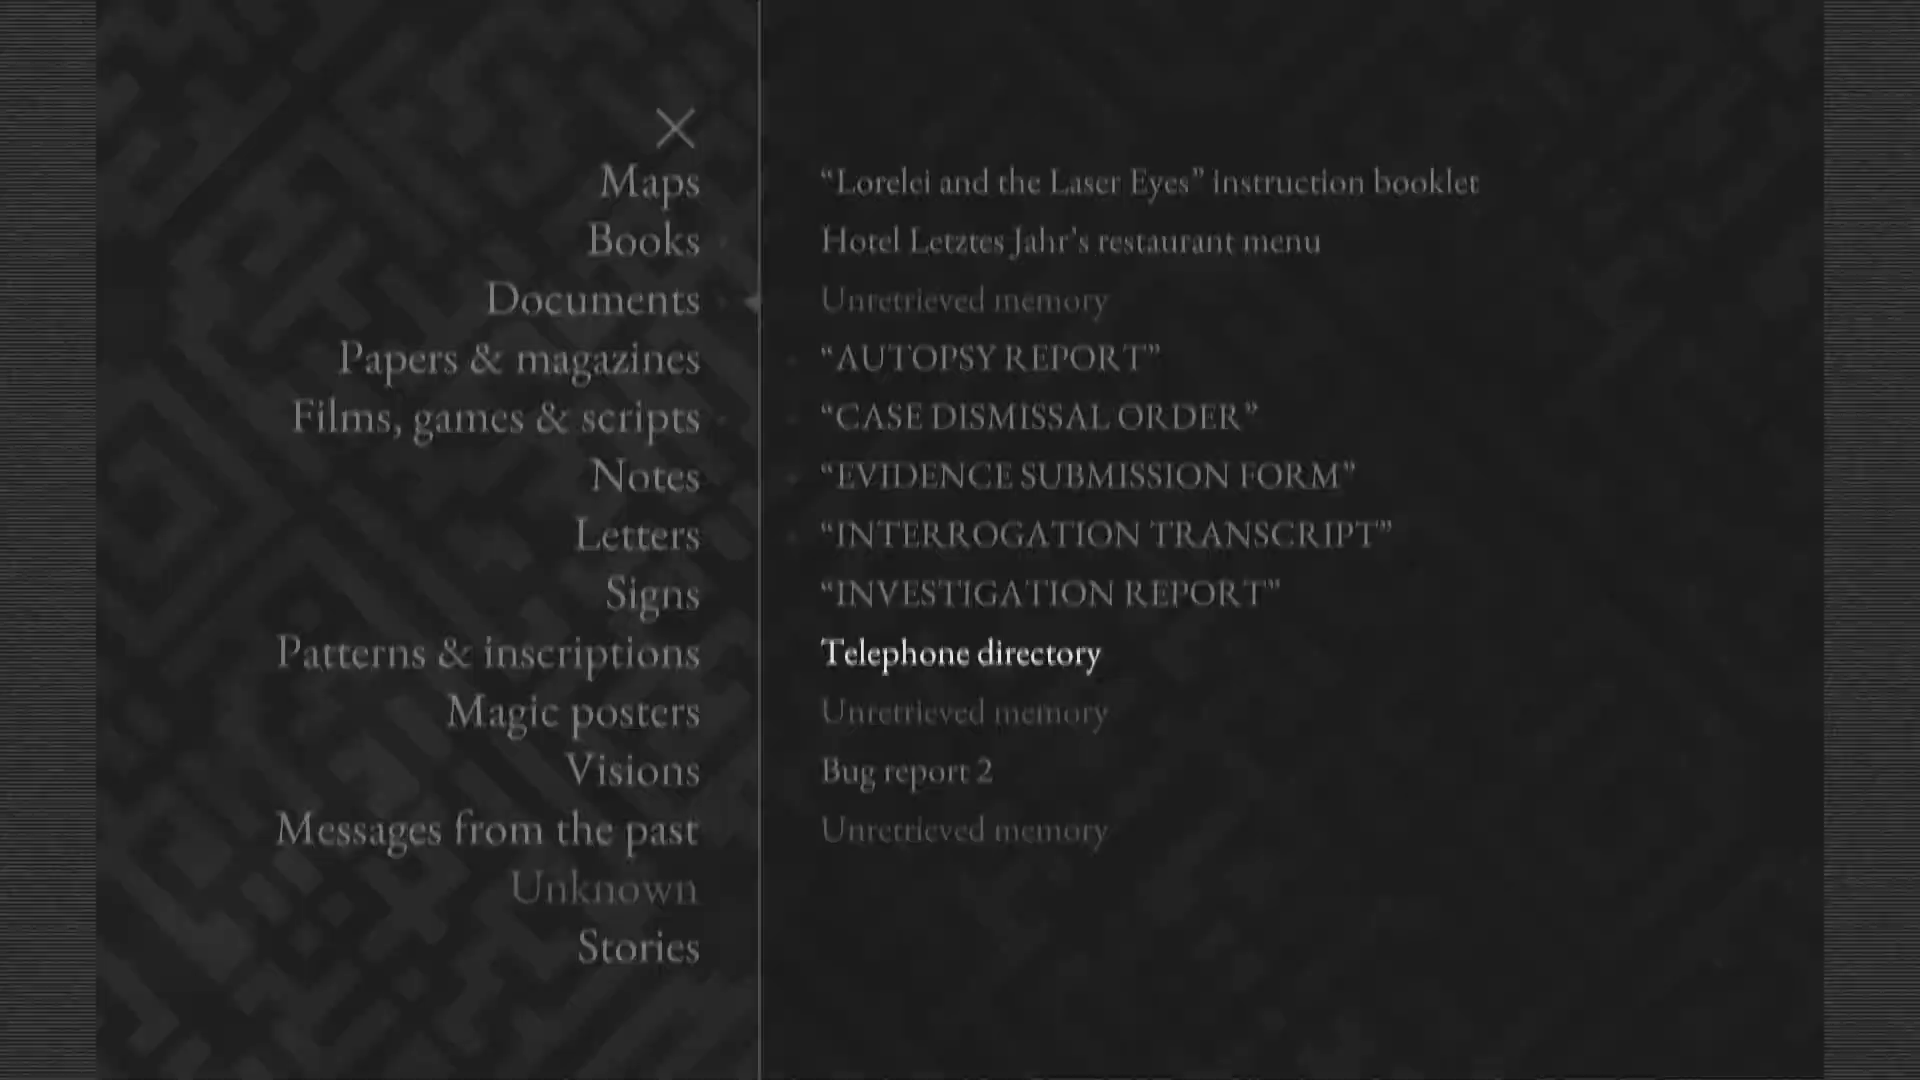 Maps
Books
Documents
Papers & magazines
Films, games & scripts
Notes
Letters
Signs
Patterns & inscriptions
Magic posters
Visions
Messages from the past
Unknown
Stories
“Lorelei and the Laser Eyes” instruction booklet
Hotel Letztes Jahr's restaurant menu
Unretrieved memory
“AUTOPSY REPORT”
“CASE DISMISSAL ORDER”
“EVIDENCE SUBMISSION FORM”
“INTERROGATION TRANSCRIPT”
“INVESTIGATION REPORT”
Telephone directory
Unretrieved memory
Bug report 2
Unretrieved memory